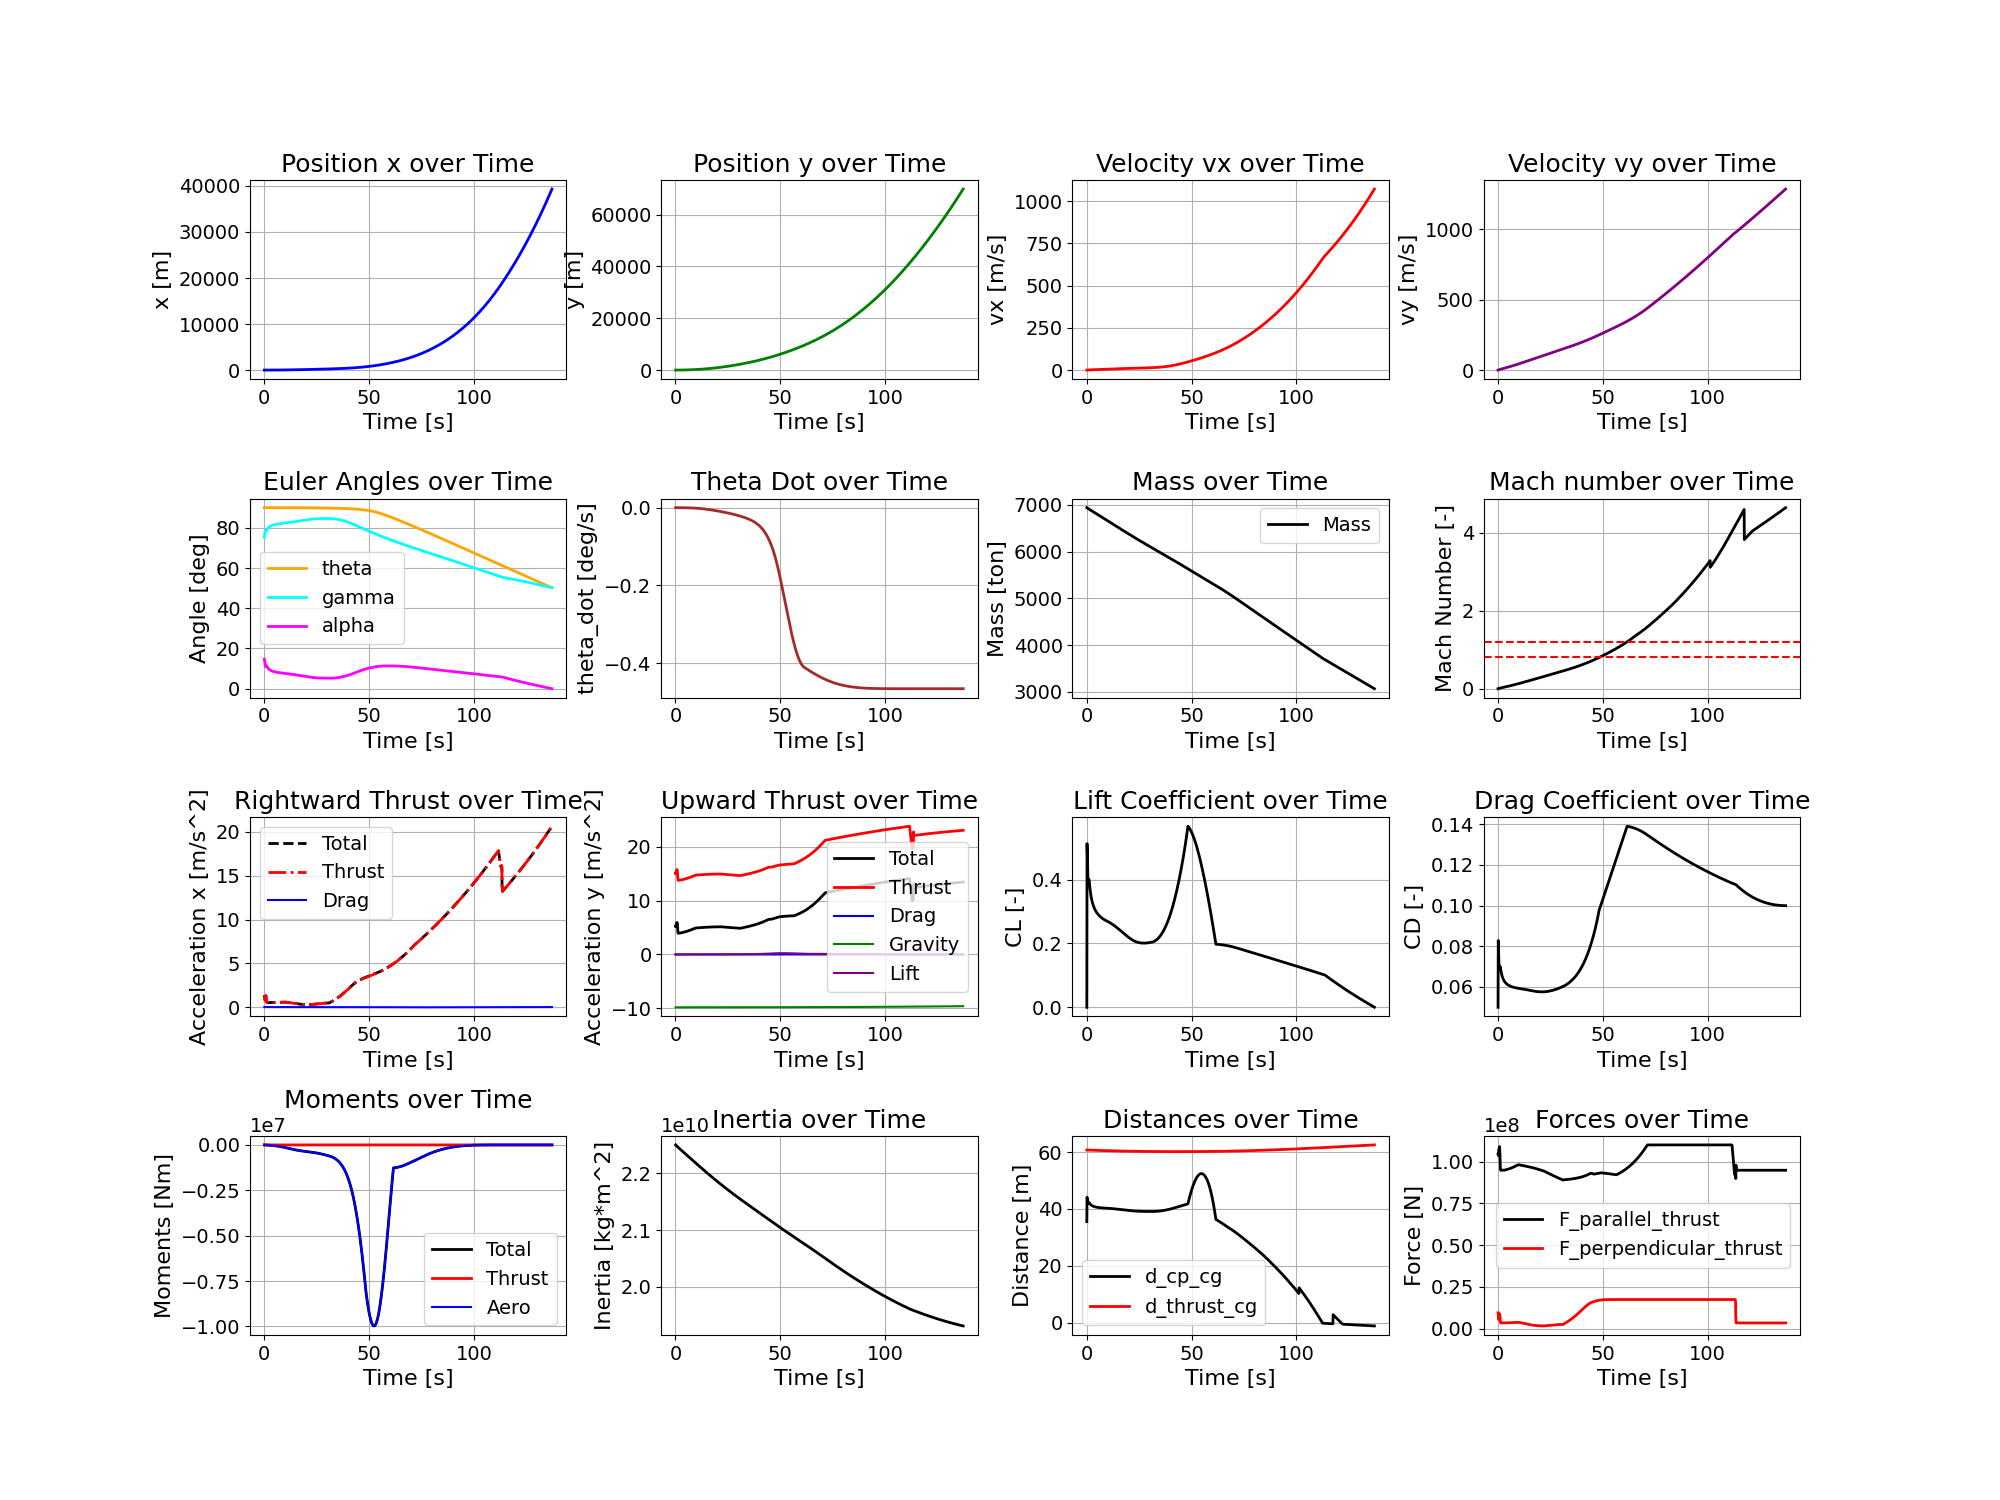 Position x over Time
Position y over Time
Velocity vx over Time
Velocity vy over Time
x [m]
40000
30000
20000
10000
0
0 50 100
Time [s]
y [m]
60000
40000
20000
0
0 50 100
Time [s]
vx [m/s]
1000
750
500
250
0
0 50 100
Time [s]
vy [m/s]
1000
500
0
0 50 100
Time [s]
Euler Angles over Time
Theta Dot over Time
Mass over Time
Mach number over Time
Angle [deg]
80
60
40
20
0
theta
gamma
alpha
0 50 100
Time [s]
theta_dot [deg/s]
0.0
−0.2
−0.4
0 50 100
Time [s]
Mass [ton]
7000
6000
5000
4000
3000
Mass
0 50 100
Time [s]
Mach Number [-]
4
2
0
0 50 100
Time [s]
Rightward Thrust over Time
Upward Thrust over Time
Lift Coefficient over Time
Drag Coefficient over Time
Acceleration x [m/s^2]
20
15
10
5
0
Total
Thrust
Drag
0 50 100
Time [s]
Acceleration y [m/s^2]
20
10
0
−10
Total
Thrust
Drag
Gravity
Lift
0 50 100
Time [s]
CL [-]
0.4
0.2
0.0
0 50 100
Time [s]
CD [-]
0.14
0.12
0.10
0.08
0.06
0 50 100
Time [s]
Moments over Time
Inertia over Time
Distances over Time
Forces over Time
1e7
Moments [Nm]
0.00
−0.25
−0.50
−0.75
−1.00
Total
Thrust
Aero
0 50 100
Time [s]
1e10
Inertia [kg*m^2]
2.2
2.1
2.0
0 50 100
Time [s]
Distance [m]
60
40
20
0
d_cp_cg
d_thrust_cg
0 50 100
Time [s]
1e8
Force [N]
1.00
0.75
0.50
0.25
0.00
F_parallel_thrust
F_perpendicular_thrust
0 50 100
Time [s]